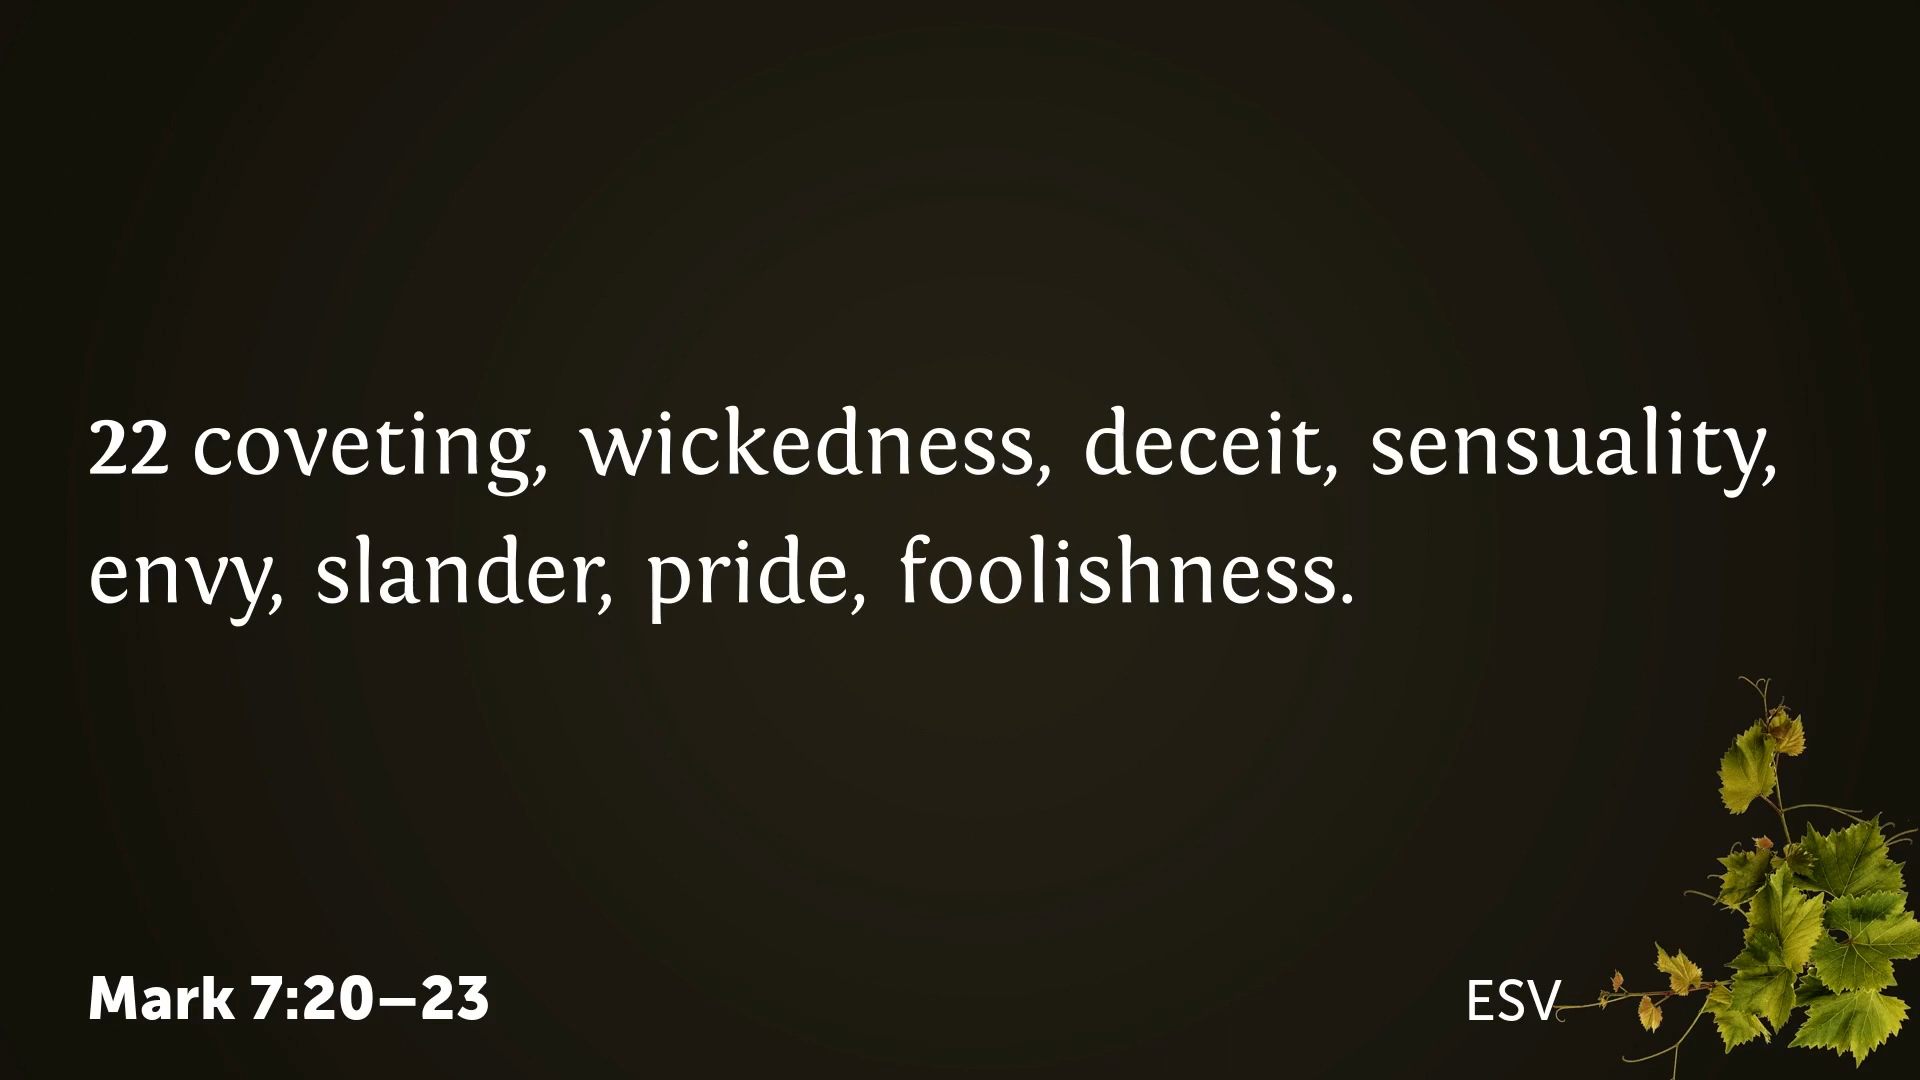 22 coveting, wickedness, deceit, sensuality,
envy, slander, pride, foolishness.
Mark 7:20–23
ESV